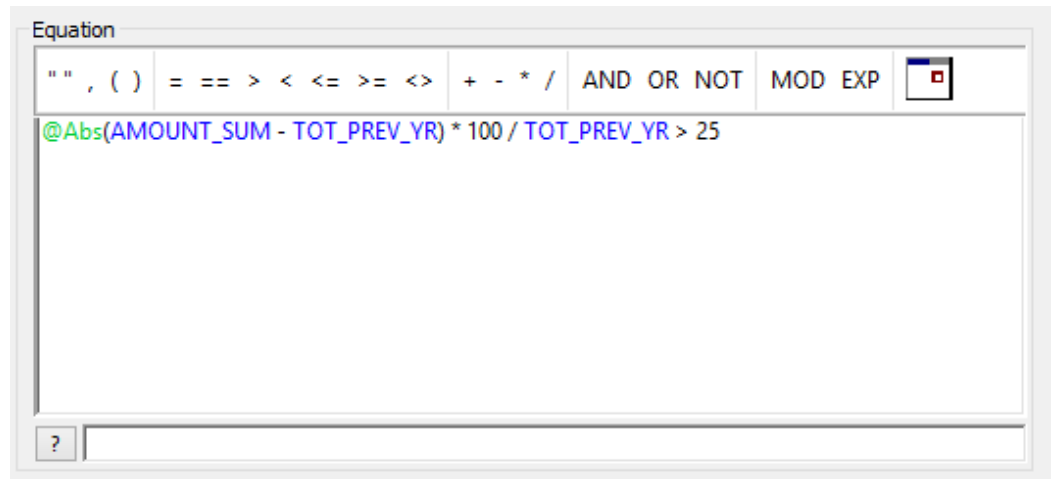 Equation
" " , ( ) = == > < <= >= <> + - * / AND OR NOT MOD EXP
@Abs(AMOUNT_SUM - TOT_PREV_YR) * 100 / TOT_PREV_YR > 25
?